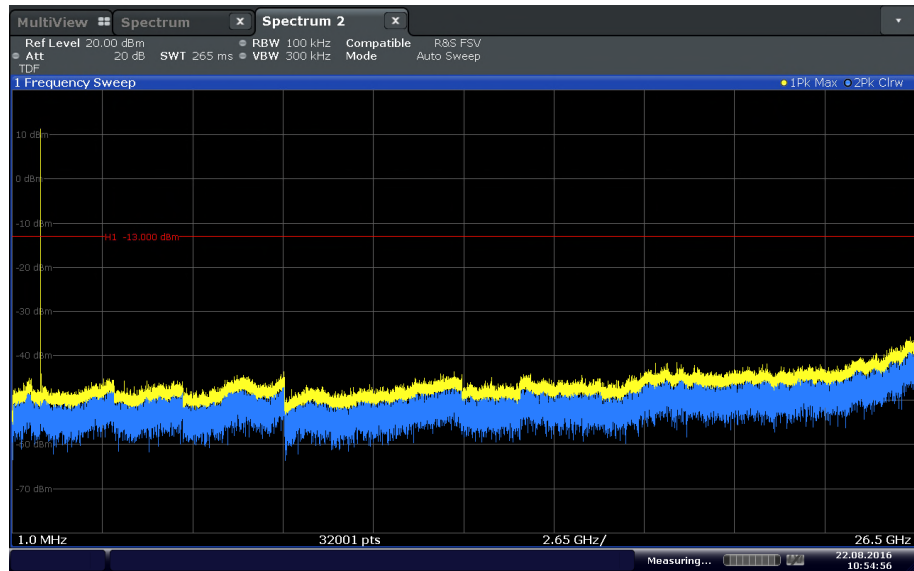 MultiView Spectrum X Spectrum 2 X
Ref Level 20.00 dBm RBW 100 kHz Compatible R&S FSV
Att 20 dB SWT 265 ms VBW 300 kHz Mode Auto Sweep
TDF
1 Frequency Sweep 1Pk Max 2Pk Clrw
10 dBm
0 dBm
-10 dBm
H1 -13.000 dBm
-20 dBm
-30 dBm
-40 dBm
-60 dBm
-70 dBm
1.0 MHz 32001 pts 2.65 GHz/ 26.5 GHz
Measuring... 22.08.2016
10:54:56